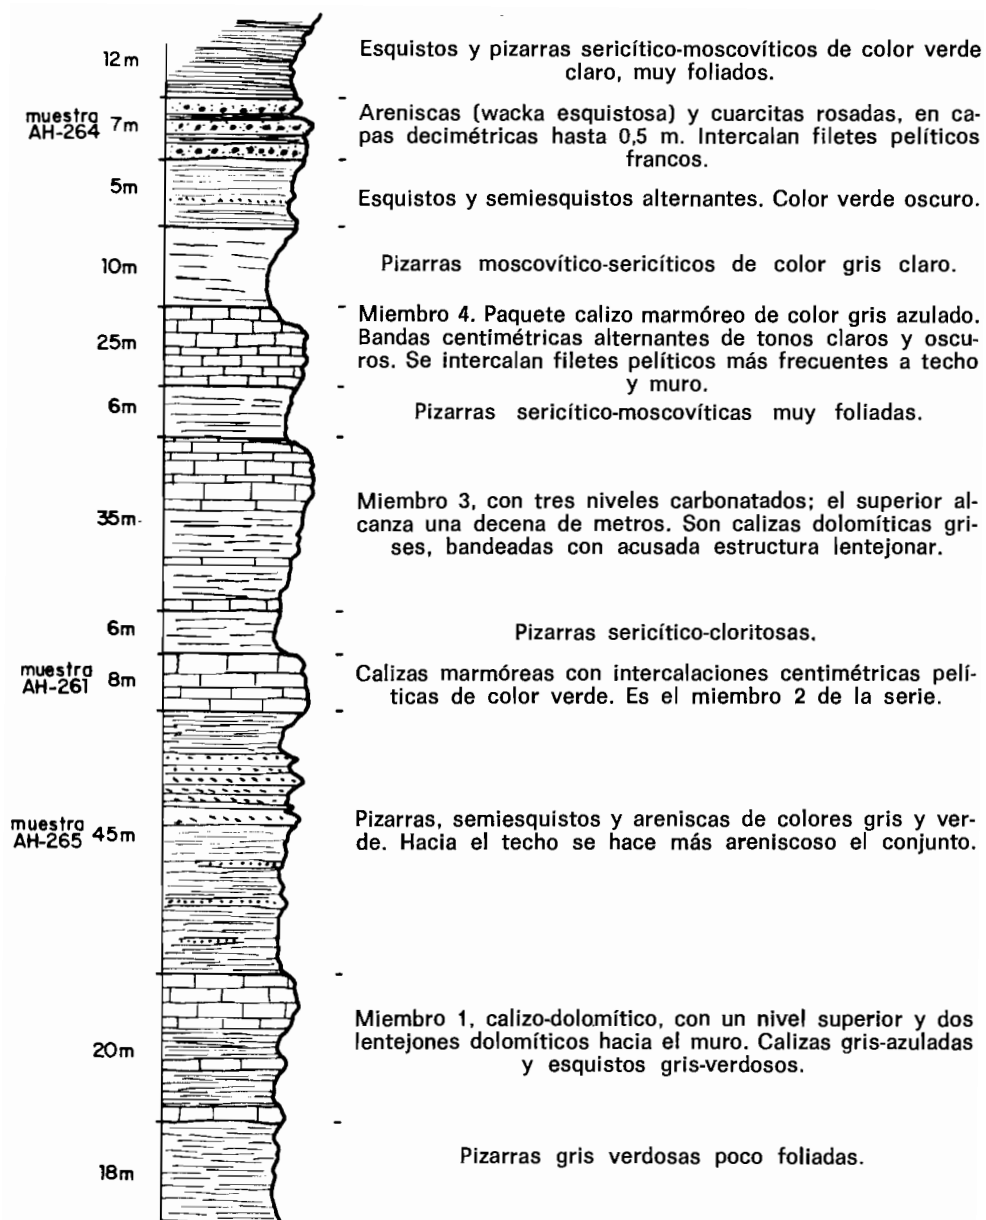 12 m
Esquistos y pizarras sericítico-moscovíticos de color verde
claro, muy foliados.
muestra
AH-264
7m
Areniscas (wacka esquistosa) y cuarcitas rosadas, en ca-
pas decimétricas hasta 0,5 m. Intercalan filetes pelíticos
francos.
5m
Esquistos y semiesquistos alternantes. Color verde oscuro.
10m
Pizarras moscovítico-sericíticos de color gris claro.
25m
Miembro 4. Paquete calizo marmóreo de color gris azulado.
Bandas centimétricas alternantes de tonos claros y oscu-
ros. Se intercalan filetes pelíticos más frecuentes a techo
y muro.
6m
Pizarras sericítico-moscovíticas muy foliadas.
35m.
Miembro 3, con tres niveles carbonatados; el superior al-
canza una decena de metros. Son calizas dolomíticas gri-
ses, bandeadas con acusada estructura lentejonar.
6m
Pizarras sericítico-cloritosas.
muestra
AH-261
8m
Calizas marmóreas con intercalaciones centimétricas pelí-
ticas de color verde. Es el miembro 2 de la serie.
muestra
AH-265
45m
Pizarras, semiesquistos y areniscas de colores gris y ver-
de. Hacia el techo se hace más areniscoso el conjunto.
20m
Miembro 1, calizo-dolomítico, con un nivel superior y dos
lentejones dolomíticos hacia el muro. Calizas gris-azuladas
y esquistos gris-verdosos.
18m
Pizarras gris verdosas poco foliadas.